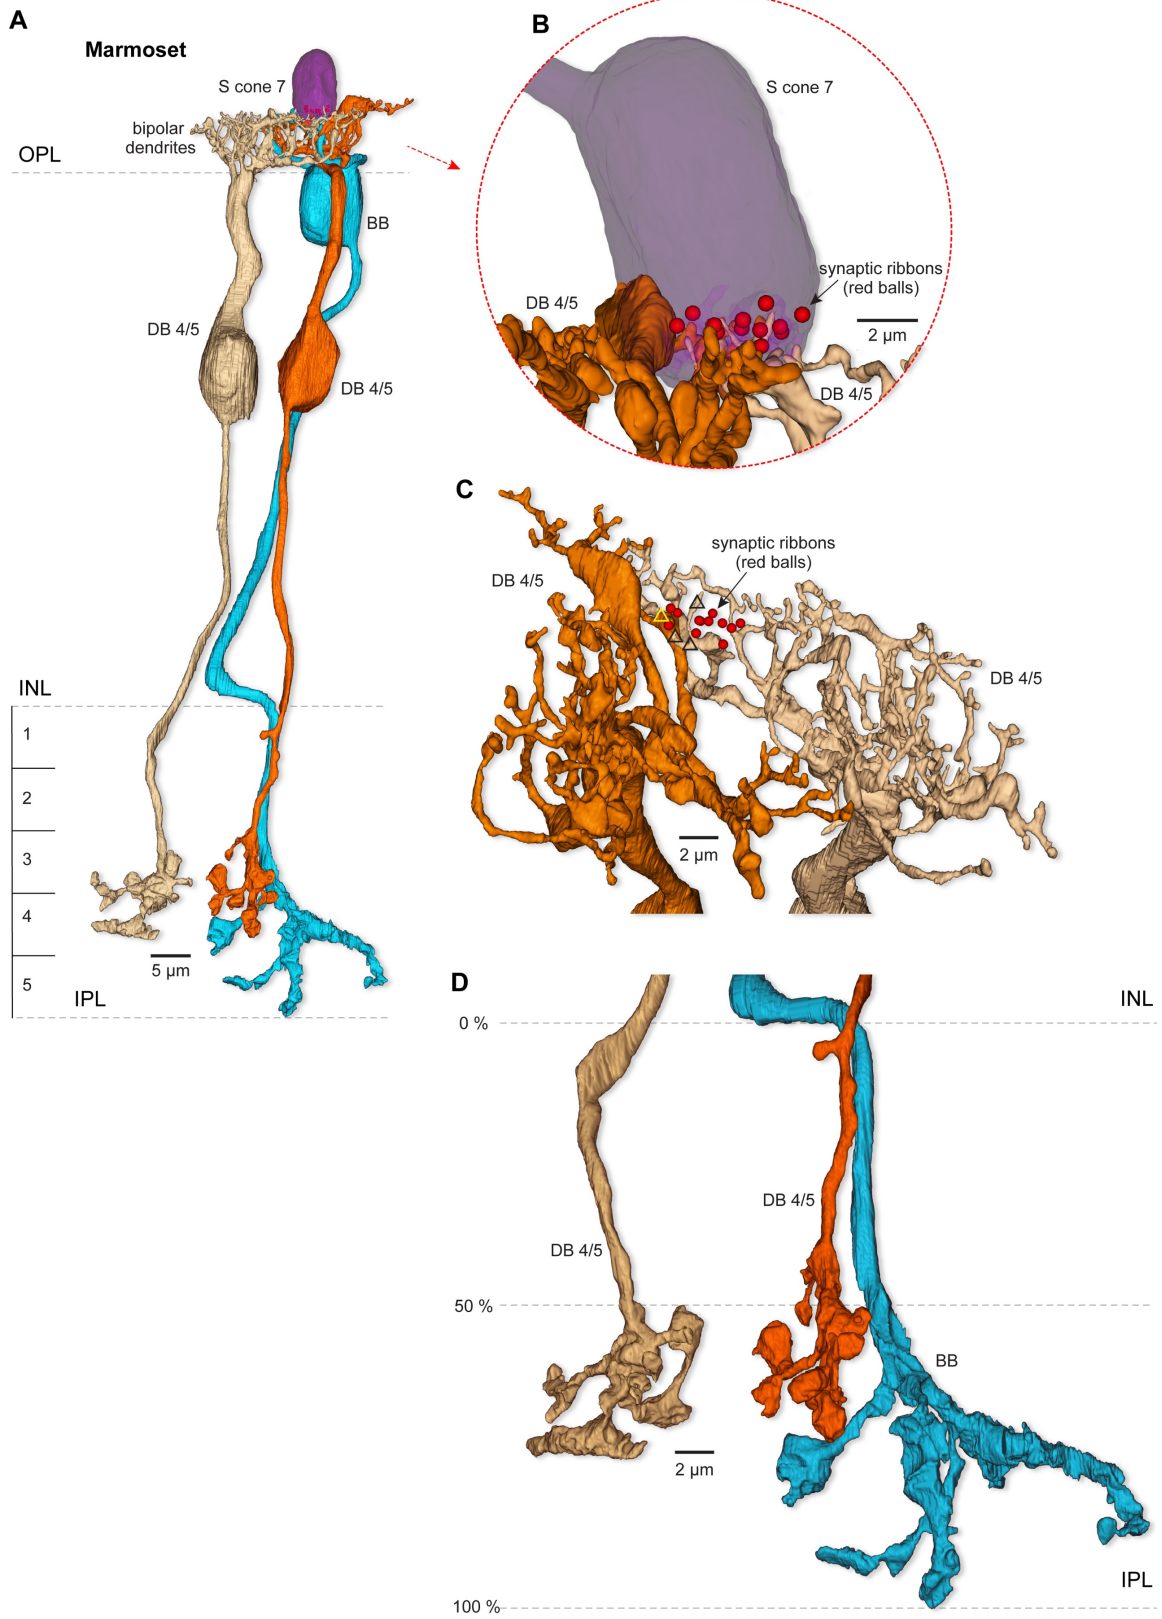 A
Marmoset
S cone 7
bipolar
dendrites
OPL
BB
DB 4/5
DB 4/5
INL
1
2
3
4
5
5 µm
IPL
B
S cone 7
synaptic ribbons
(red balls)
DB 4/5
2 µm
DB 4/5
C
synaptic ribbons
(red balls)
DB 4/5
DB 4/5
2 µm
D
INL
0 %
DB 4/5
DB 4/5
50 %
BB
2 µm
IPL
100 %